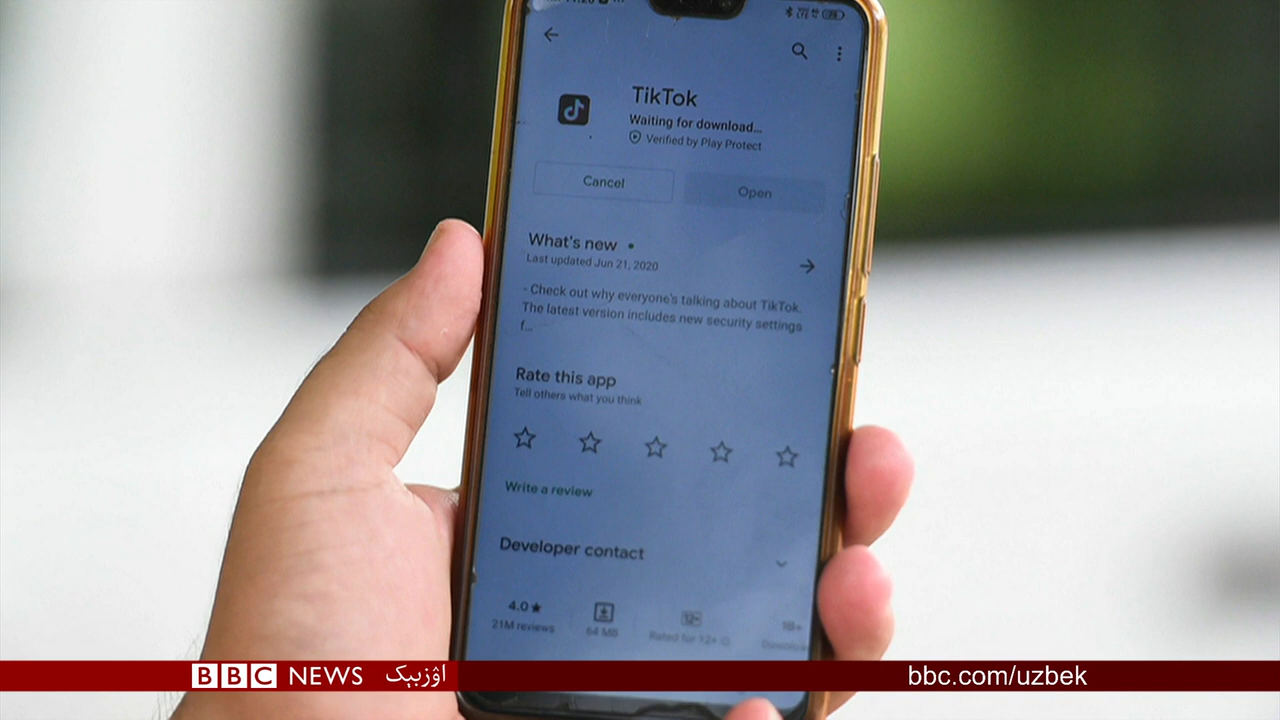 TikTok
Waiting for download...
Verified by Play Protect
Cancel
Open
What's new •
Last updated Jun 21, 2020
- Check out why everyone's talking about TikTok.
The latest version includes new security settings
f...
Rate this app
Tell others what you think
Write a review
Developer contact
4.0★
21M reviews
64 MB
12+
Rated for 12+
BBC NEWS اۉزبېک
bbc.com/uzbek